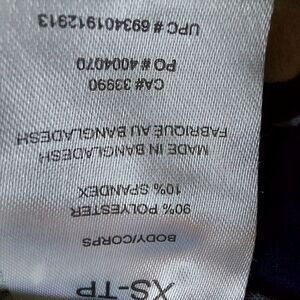 XS-TP
BODY/CORPS
90% POLYESTER
10% SPANDEX
MADE IN BANGLADESH
FABRIQUÉ AU BANGLADESH
CA# 33990
PO # 4004070
UPC # 693401912913